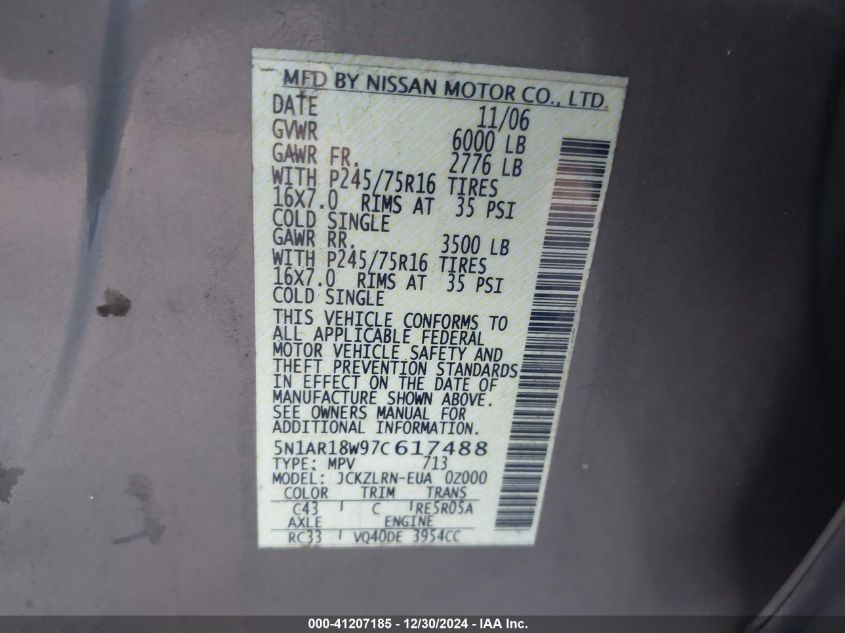 MFD BY NISSAN MOTOR CO., LTD.
DATE 11/06
GVWR 6000 LB
GAWR FR. 2776 LB
WITH P245/75R16 TIRES
16X7.0 RIMS AT 35 PSI
COLD SINGLE
GAWR RR. 3500 LB
WITH P245/75R16 TIRES
16X7.0 RIMS AT 35 PSI
COLD SINGLE
THIS VEHICLE CONFORMS TO
ALL APPLICABLE FEDERAL
MOTOR VEHICLE SAFETY AND
THEFT PREVENTION STANDARDS
IN EFFECT ON THE DATE OF
MANUFACTURE SHOWN ABOVE.
SEE OWNERS MANUAL FOR
ADDITIONAL INFORMATION.
5N1AR18W97C617488
TYPE: MPV 713
MODEL: JCKZLRN-EUA 0Z000
COLOR TRIM TRANS
C43 C RE5R05A
AXLE ENGINE
RC33 VQ40DE 3954CC
000-41207185 - 12/30/2024 - IAA Inc.